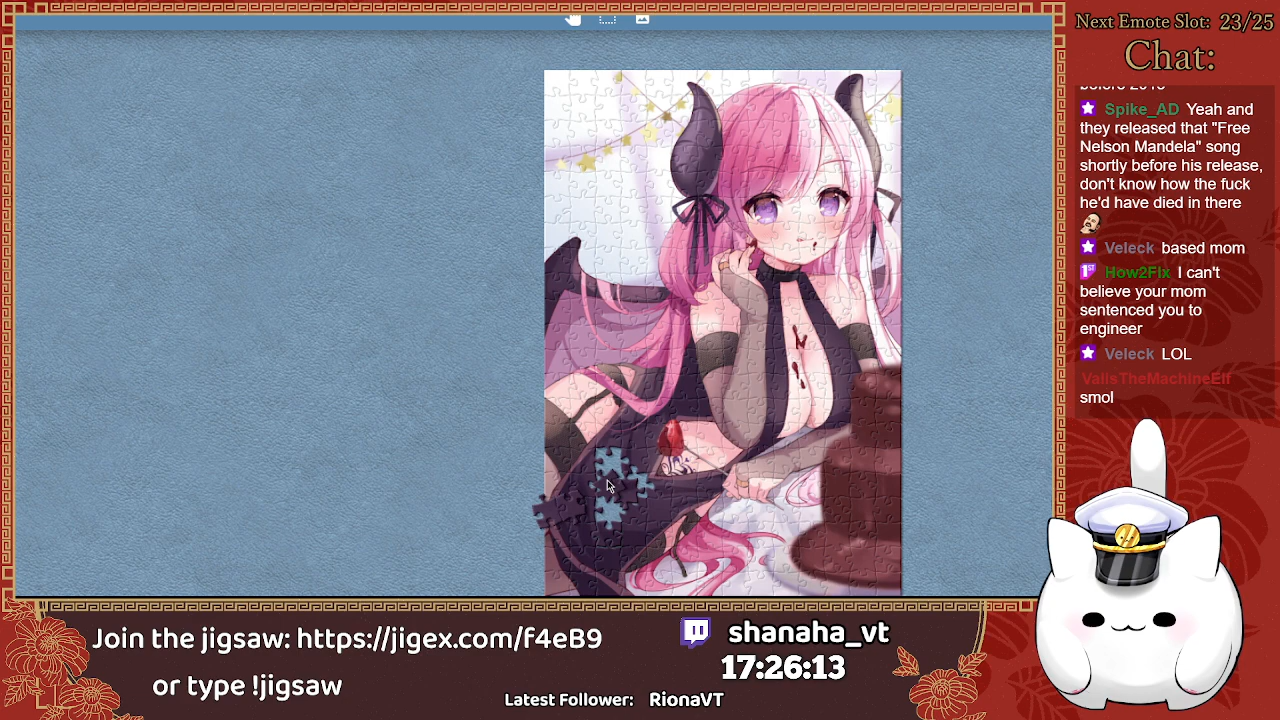 Next Emote Slot: 23/25
Chat:
Spike_AD Yeah and
they released that "Free
Nelson Mandela" song
shortly before his release,
don't know how the fuck
he'd have died in there
Veleck based mom
1ST How2FIx I can't
believe your mom
sentenced you to
engineer
Veleck LOL
ValisTheMachineElf
smol
Join the jigsaw: https://jigex.com/f4eB9
or type !jigsaw
shanaha_vt
17:26:13
Latest Follower: RionaVT